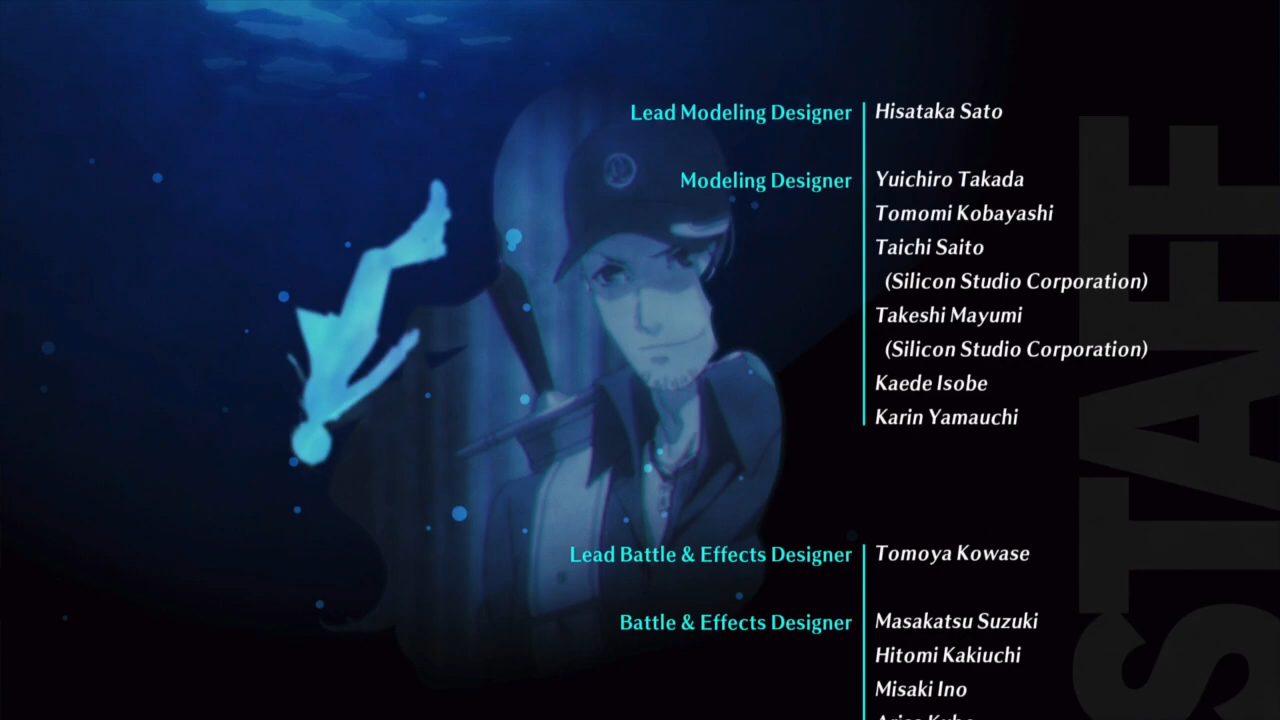 Lead Modeling Designer Hisataka Sato
Modeling Designer Yuichiro Takada
Tomomi Kobayashi
Taichi Saito
(Silicon Studio Corporation)
Takeshi Mayumi
(Silicon Studio Corporation)
Kaede Isobe
Karin Yamauchi
Lead Battle & Effects Designer Tomoya Kowase
Battle & Effects Designer Masakatsu Suzuki
Hitomi Kakiuchi
Misaki Ino
STAFF